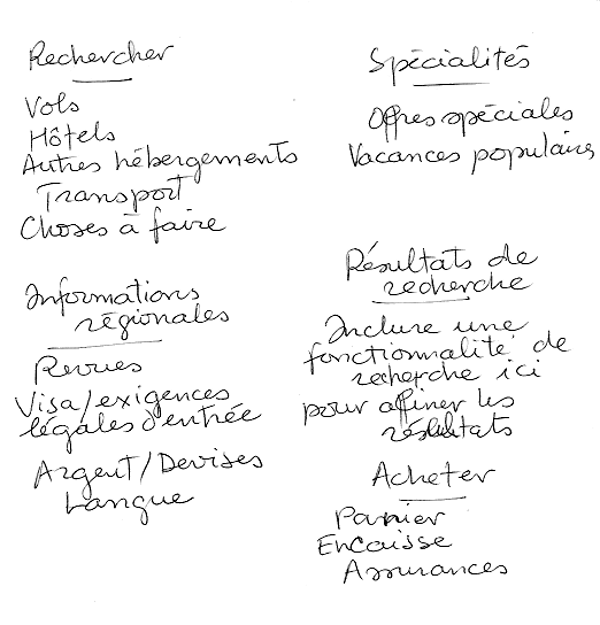 Rechercher
Vols
Hôtels
Autres hébergements
Transport
Choses à faire
Informations
régionales
Revues
Visa/exigences
légales d'entrée
Argent/Devises
Langue
Spécialités
Offres spéciales
Vacances populaires
Résultats de
recherche
Inclure une
fonctionnalité de
recherche ici
pour affiner les
résultats
Acheter
Panier
Encaisse
Assurances